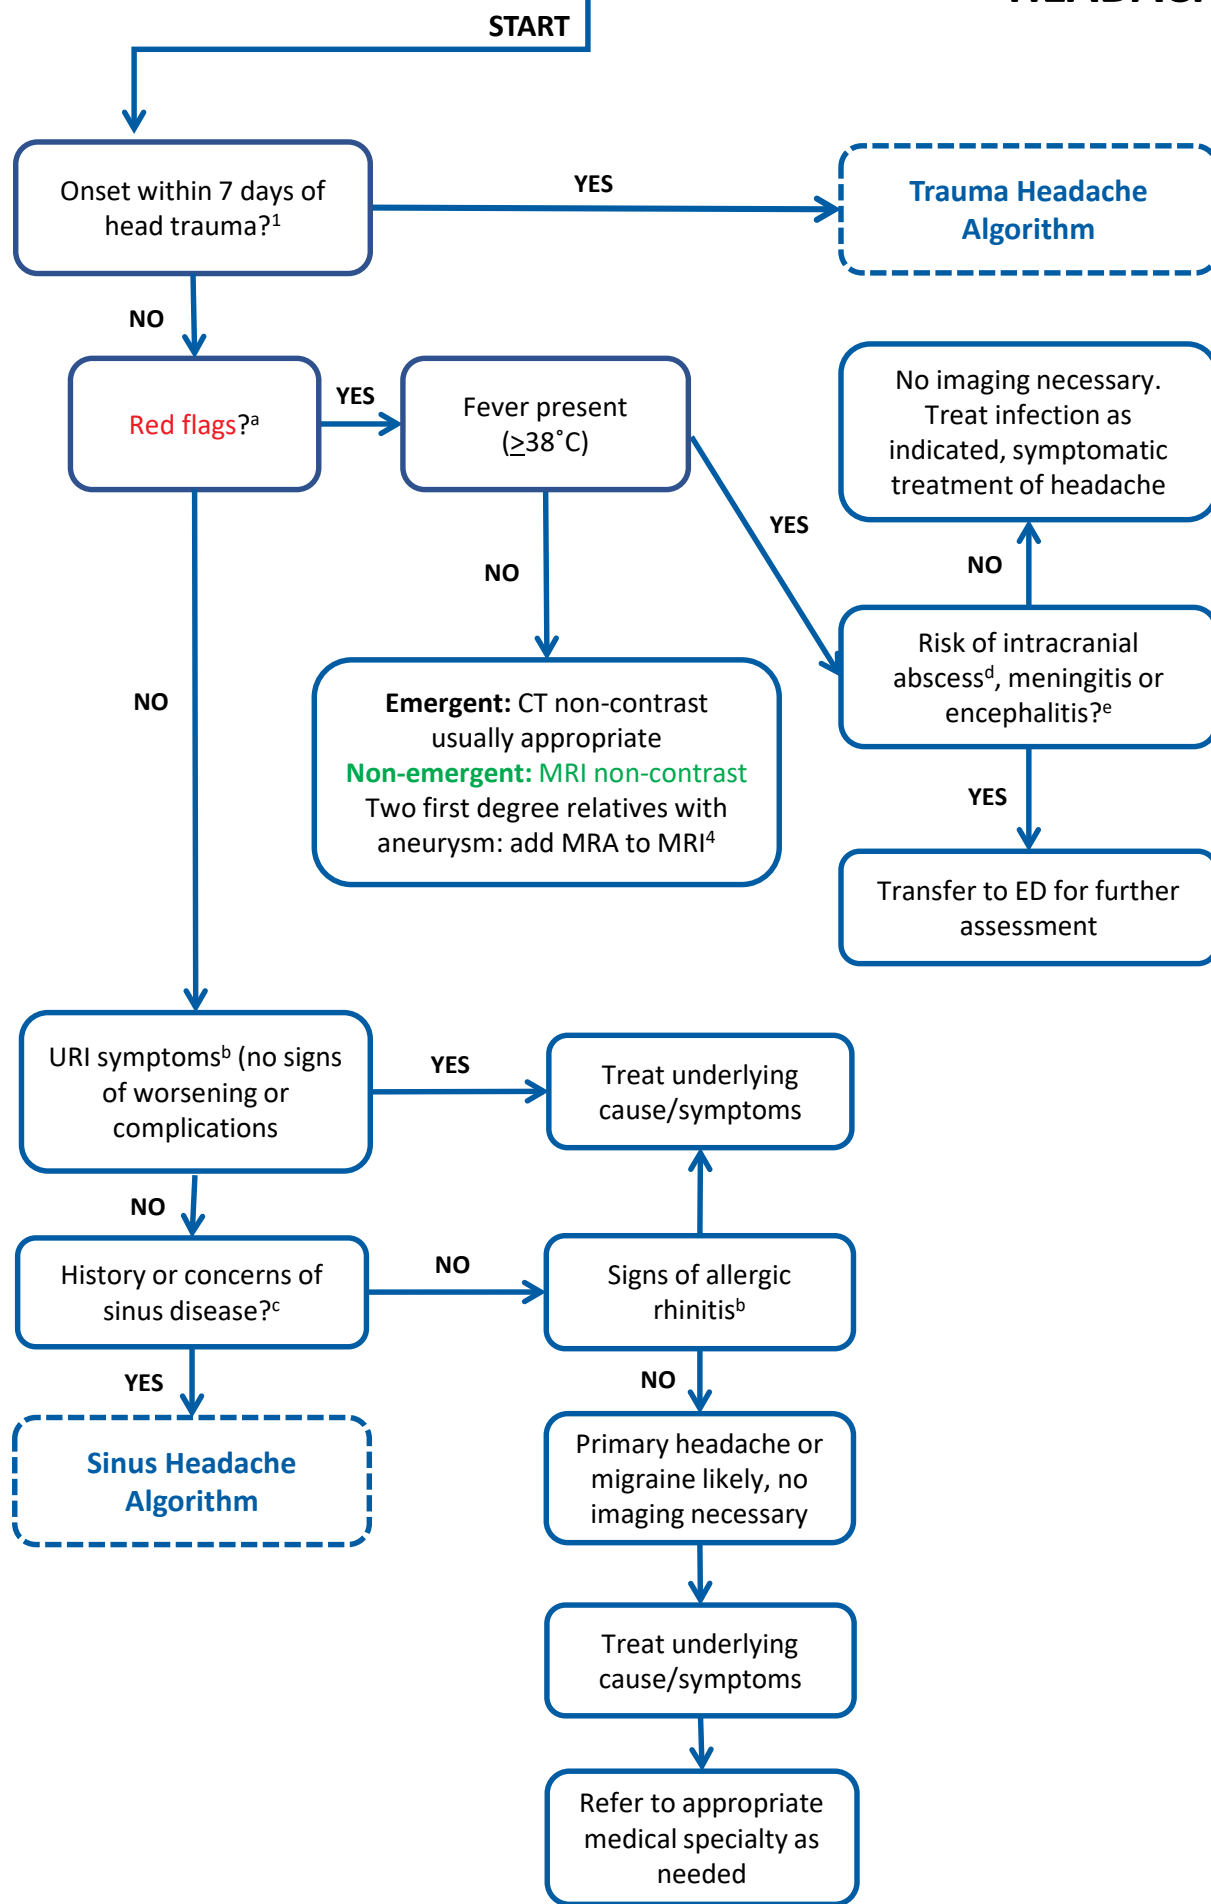 START
Onset within 7 days of
head trauma?1
YES
Trauma Headache
Algorithm
NO
Red flags?a
YES
Fever present
(≥38˚C)
No imaging necessary.
Treat infection as
indicated, symptomatic
treatment of headache
YES
NO
NO
Risk of intracranial
abscessd, meningitis or
encephalitis?e
NO
Emergent: CT non-contrast
usually appropriate
Non-emergent: MRI non-contrast
Two first degree relatives with
aneurysm: add MRA to MRI4
YES
Transfer to ED for further
assessment
URI symptomsb (no signs
of worsening or
complications
YES
Treat underlying
cause/symptoms
NO
History or concerns of
sinus disease?c
NO
Signs of allergic
rhinitisb
YES
NO
Sinus Headache
Algorithm
Primary headache or
migraine likely, no
imaging necessary
Treat underlying
cause/symptoms
Refer to appropriate
medical specialty as
needed